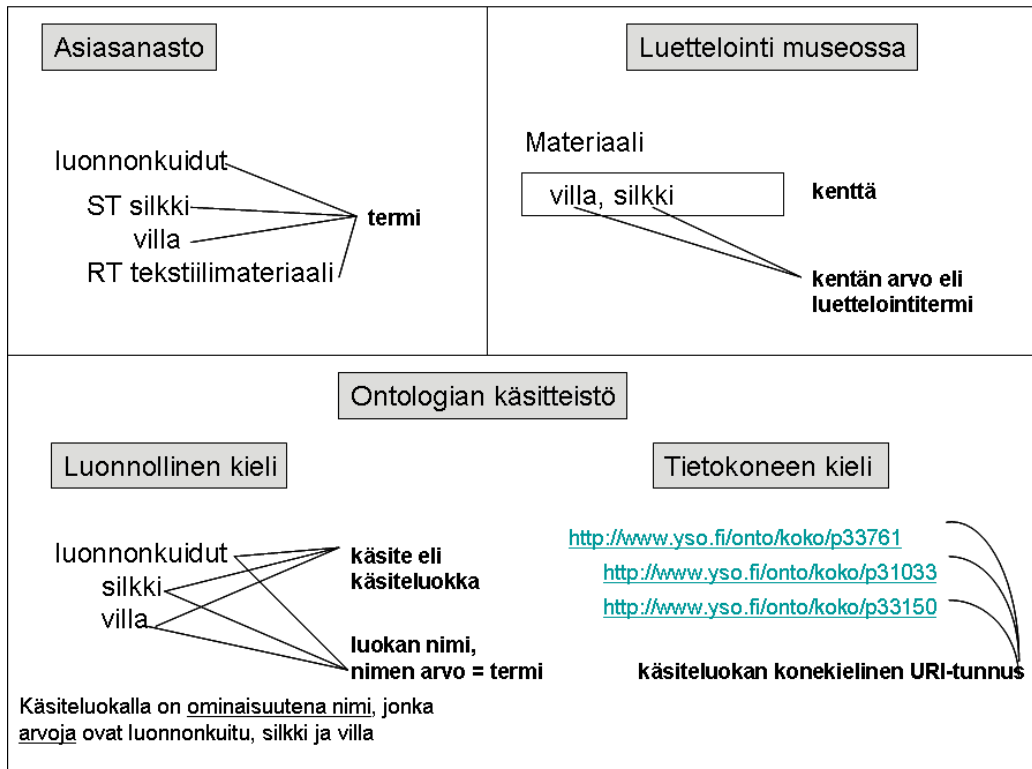 Asiasanasto
luonnonkuidut
ST silkki
villa
RT tekstiilimateriaali
termi
Luettelointi museossa
Materiaali
villa, silkki
kenttä
kentän arvo eli
luettelointitermi
Ontologian käsitteistö
Luonnollinen kieli
luonnonkuidut
silkki
villa
käsite eli
käsiteluokka
luokan nimi,
nimen arvo = termi
Käsiteluokalla on ominaisuutena nimi, jonka
arvoja ovat luonnonkuitu, silkki ja villa
Tietokoneen kieli
http://www.yso.fi/onto/koko/p33761
http://www.yso.fi/onto/koko/p31033
http://www.yso.fi/onto/koko/p33150
käsiteluokan konekielinen URI-tunnus